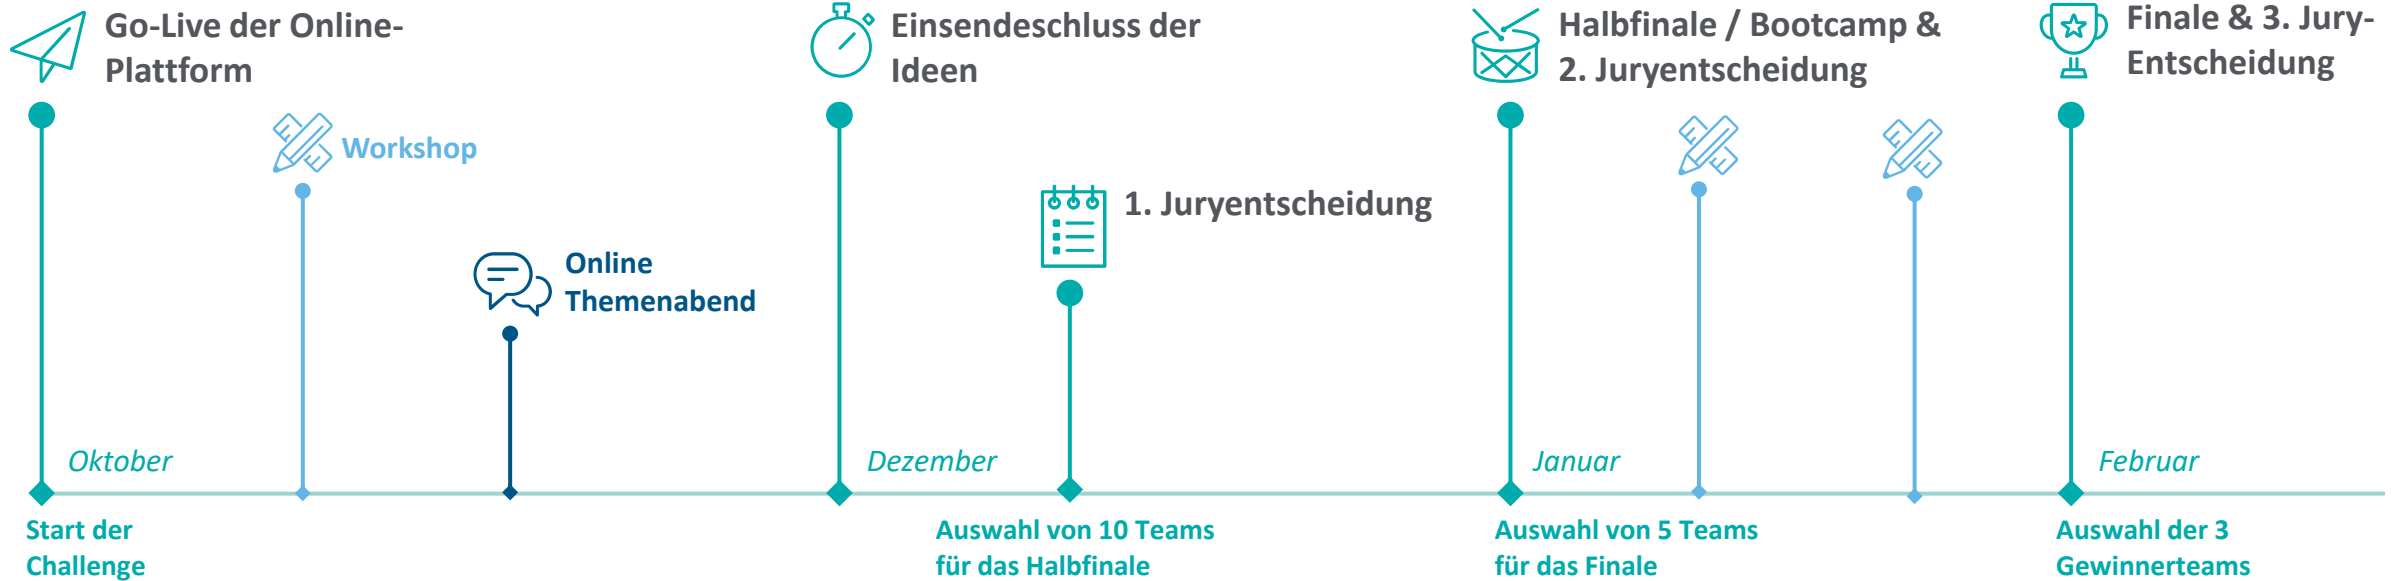 Go-Live der Online-
Plattform
Einsendeschluss der
Ideen
Halbfinale / Bootcamp &
2. Juryentscheidung
Finale & 3. Jury-
Entscheidung
Workshop
1. Juryentscheidung
Online
Themenabend
Oktober
Dezember
Januar
Februar
Start der
Challenge
Auswahl von 10 Teams
für das Halbfinale
Auswahl von 5 Teams
für das Finale
Auswahl der 3
Gewinnerteams